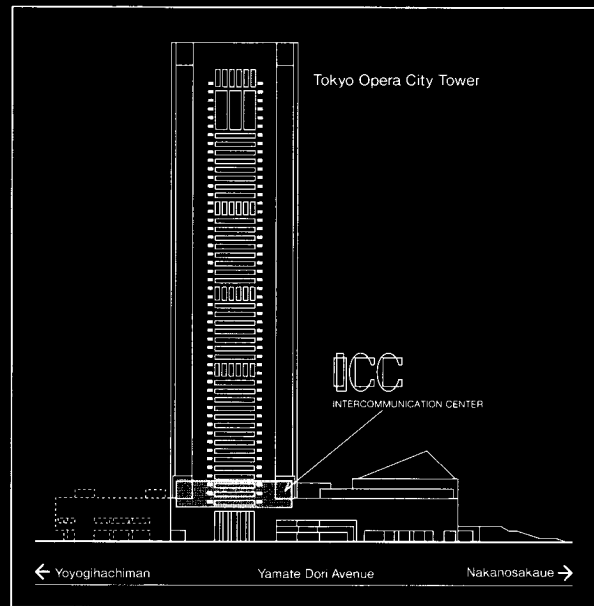 Tokyo Opera City Tower
ICC
INTERCOMMUNICATION CENTER
← Yoyogihachiman
Yamate Dori Avenue
Nakanosakaue →